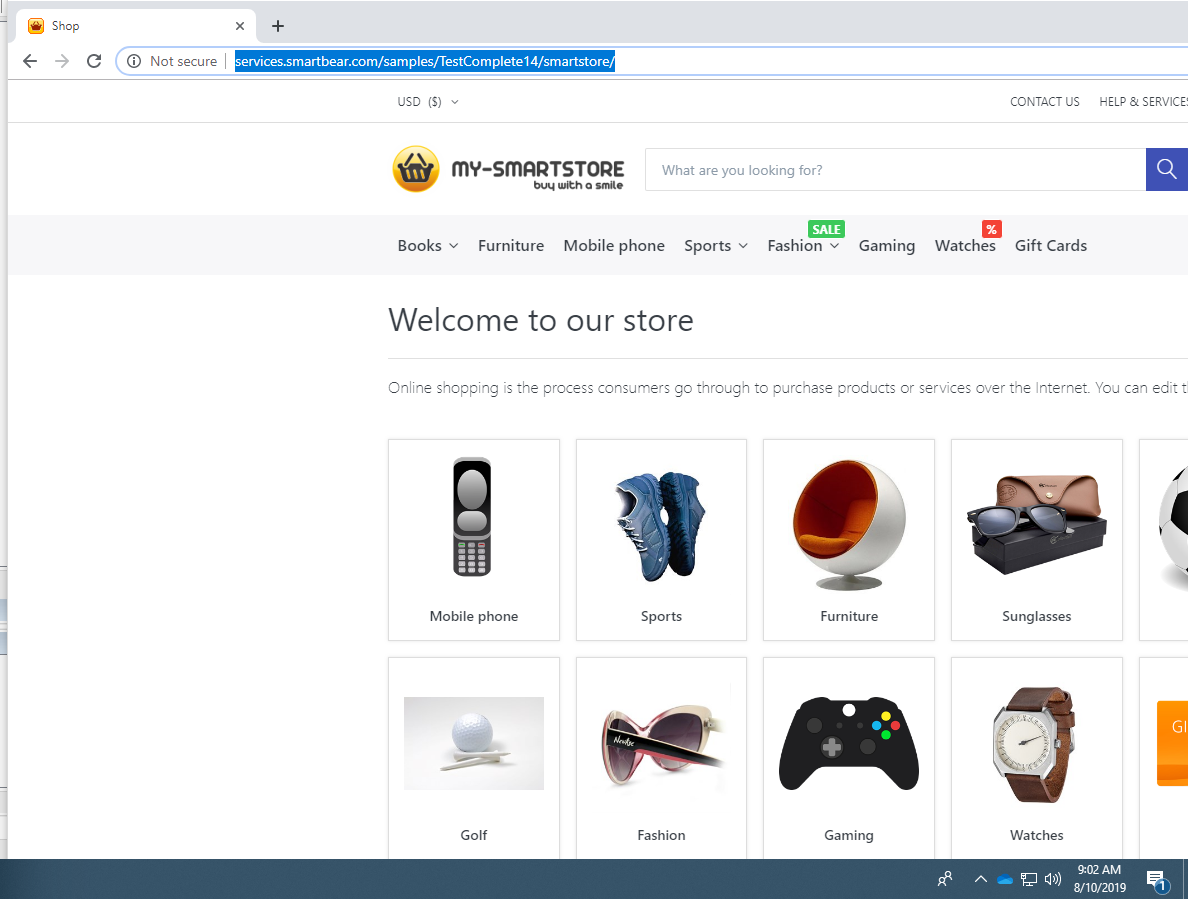 Shop
Not secure
services.smartbear.com/samples/TestComplete14/smartstore/
USD ($)
CONTACT US
HELP & SERVICES
MY-SMARTSTORE
buy with a smile
What are you looking for?
SALE
%
Books Furniture Mobile phone Sports Fashion Gaming Watches Gift Cards
Welcome to our store
Online shopping is the process consumers go through to purchase products or services over the Internet. You can edit
Mobile phone
Sports
Furniture
Sunglasses
NewAge
GI
Golf
Fashion
Gaming
Watches
9:02 AM
8/10/2019
1